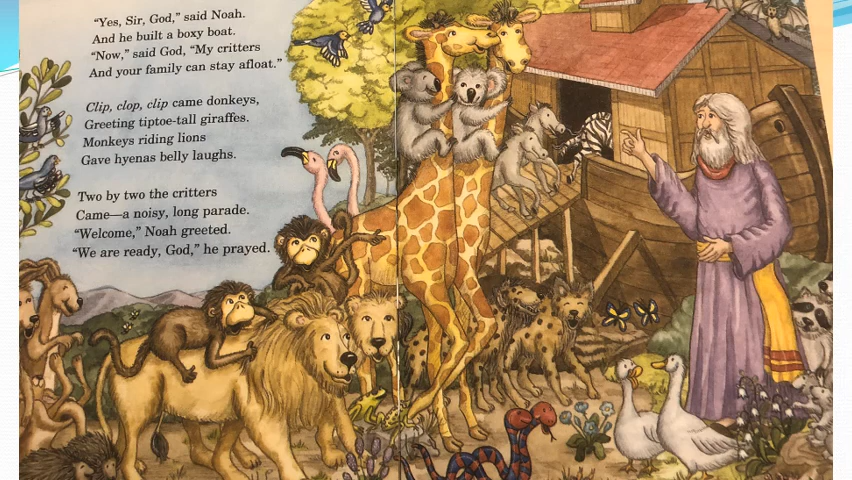 “Yes, Sir, God,” said Noah.
And he built a boxy boat.
“Now,” said God, “My critters
And your family can stay afloat.”
Clip, clop, clip came donkeys,
Greeting tiptoe-tall giraffes.
Monkeys riding lions
Gave hyenas belly laughs.
Two by two the critters
Came—a noisy, long parade.
“Welcome,” Noah greeted.
“We are ready, God,” he prayed.